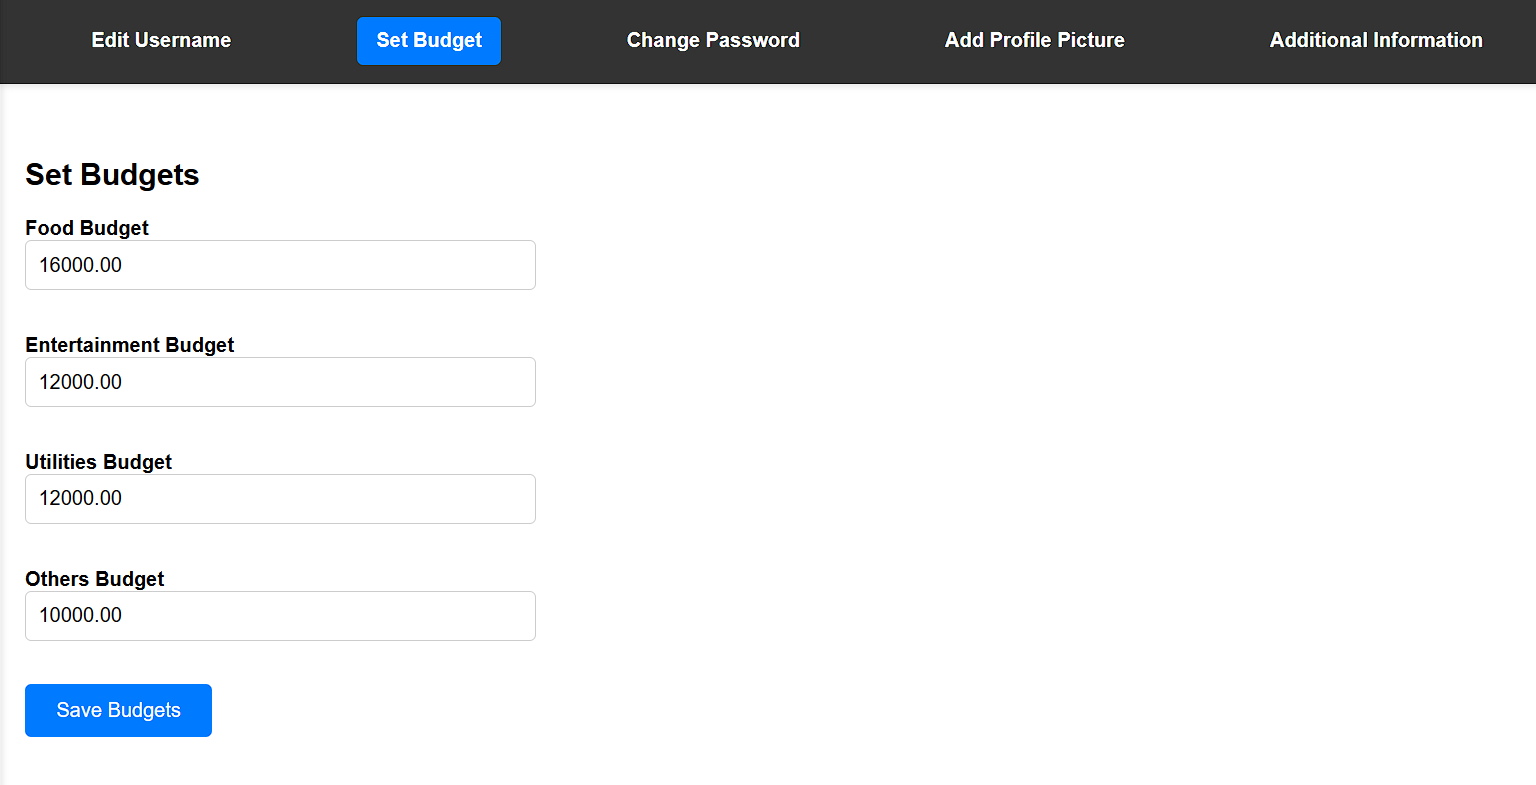 Edit Username Set Budget Change Password Add Profile Picture Additional Information
Set Budgets
Food Budget
16000.00
Entertainment Budget
12000.00
Utilities Budget
12000.00
Others Budget
10000.00
Save Budgets